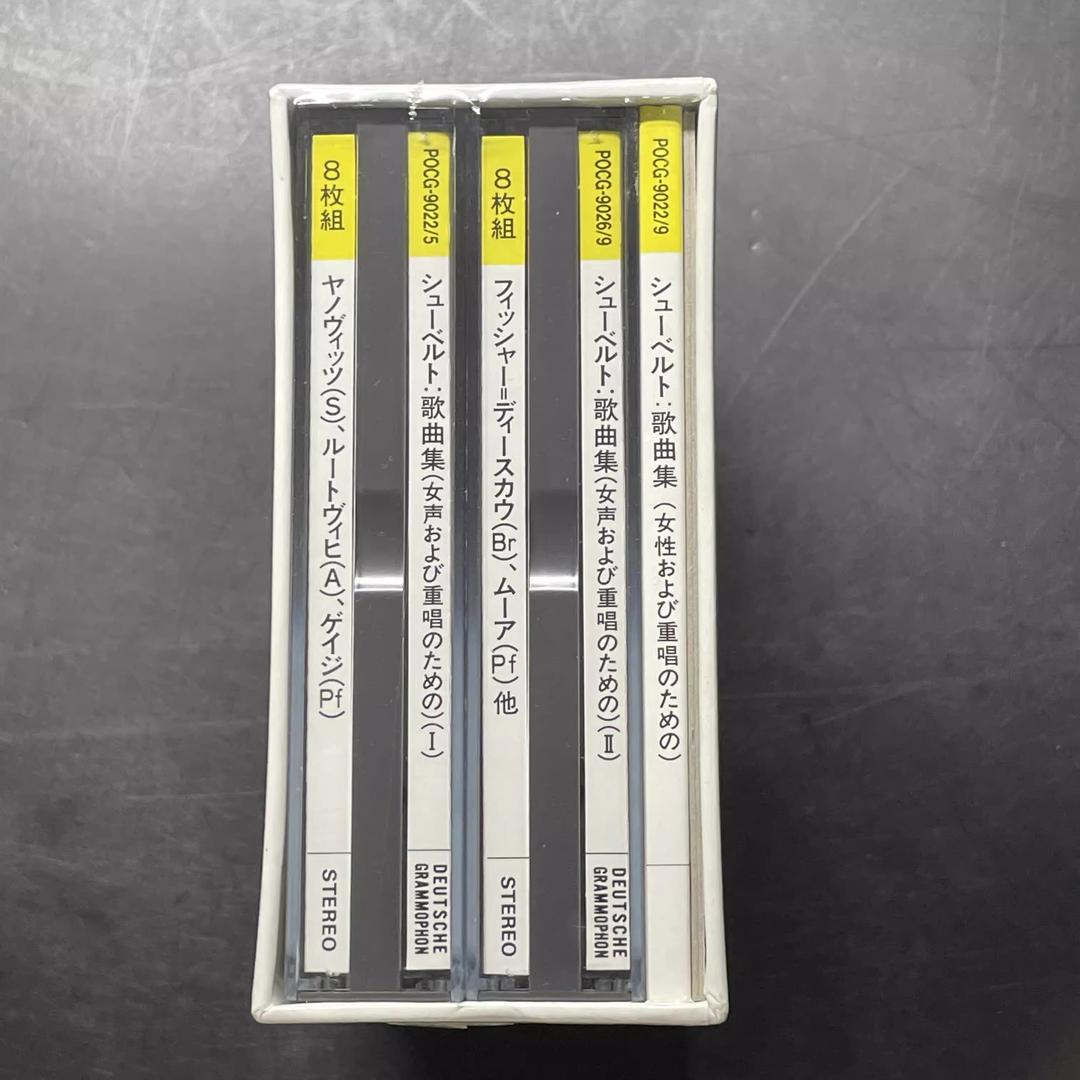 8枚組
ヤノヴィッツ(S)、ルートヴィヒ(A)、ゲイジ(Pf)
STEREO
POCG-9022/5
シューベルト:歌曲集(女声および重唱のための)(Ⅰ)
DEUTSCHE
GRAMMOPHON
8枚組
フィッシャー=ディースカウ(Br)、ムーア(Pf)他
STEREO
POCG-9026/9
シューベルト:歌曲集(女声および重唱のための)(Ⅱ)
DEUTSCHE
GRAMMOPHON
POCG-9022/9
シューベルト:歌曲集(女性および重唱のための)